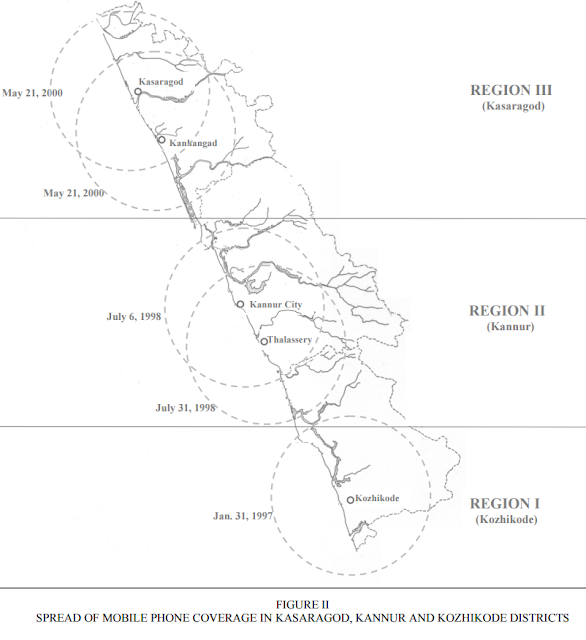 Kasaragod
REGION III
(Kasaragod)
May 21, 2000
Kanhangad
May 21, 2000
Kannur City
REGION II
(Kannur)
July 6, 1998
Thalassery
July 31, 1998
Kozhikode
REGION I
(Kozhikode)
Jan. 31, 1997
FIGURE II
SPREAD OF MOBILE PHONE COVERAGE IN KASARAGOD, KANNUR AND KOZHIKODE DISTRICTS